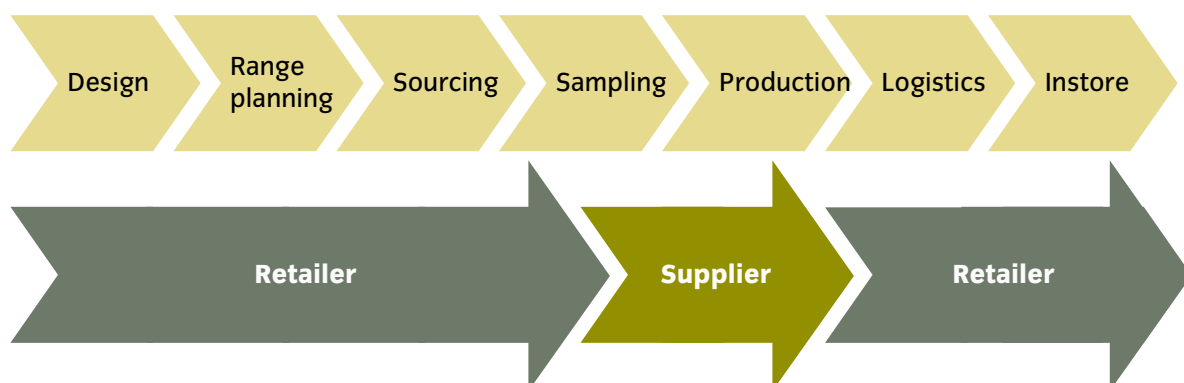 Design
Range
planning
Sourcing
Sampling
Production
Logistics
Instore
Retailer
Supplier
Retailer